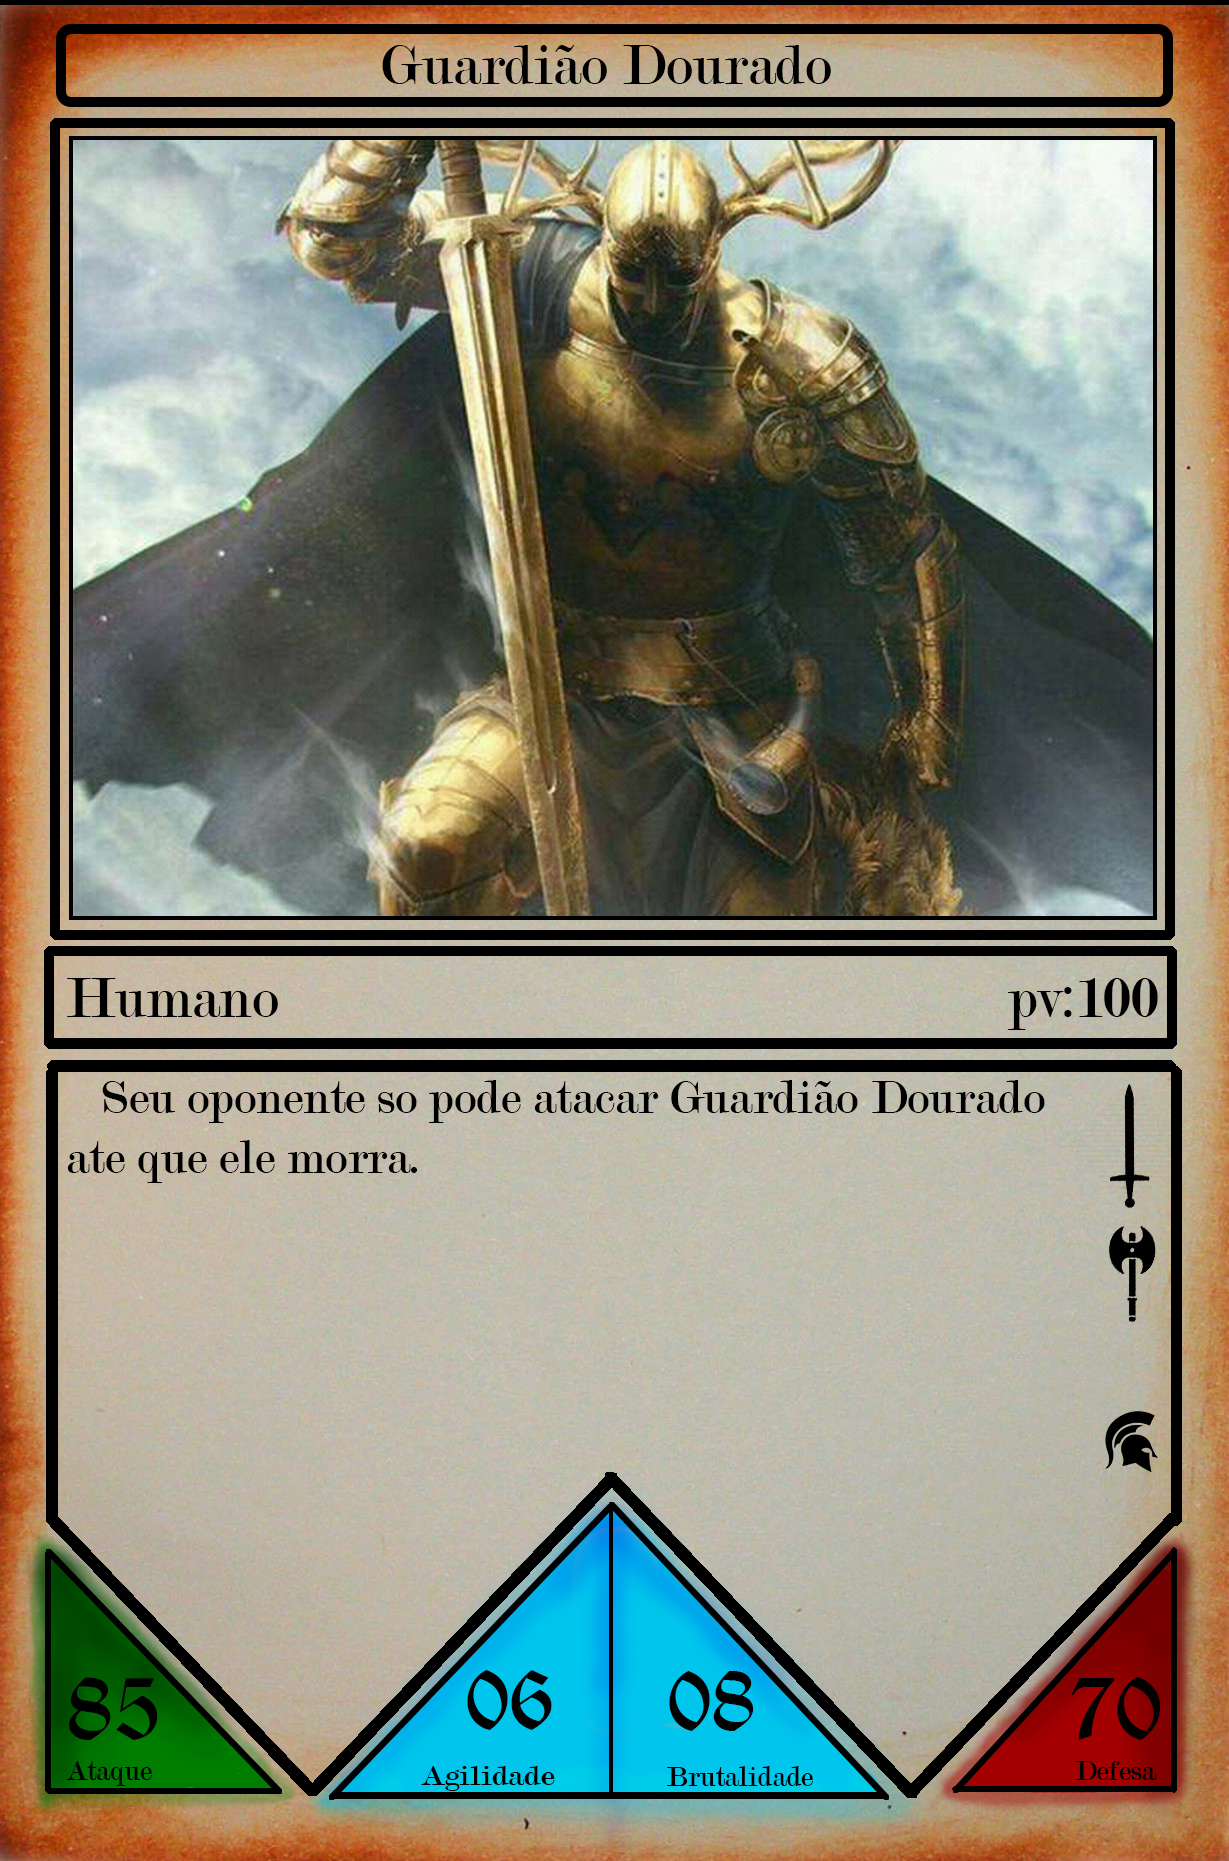 Guardião Dourado
Humano
pv:100
Seu oponente so pode atacar Guardião Dourado
ate que ele morra.
85
Ataque
06
Agilidade
08
Brutalidade
70
Defesa